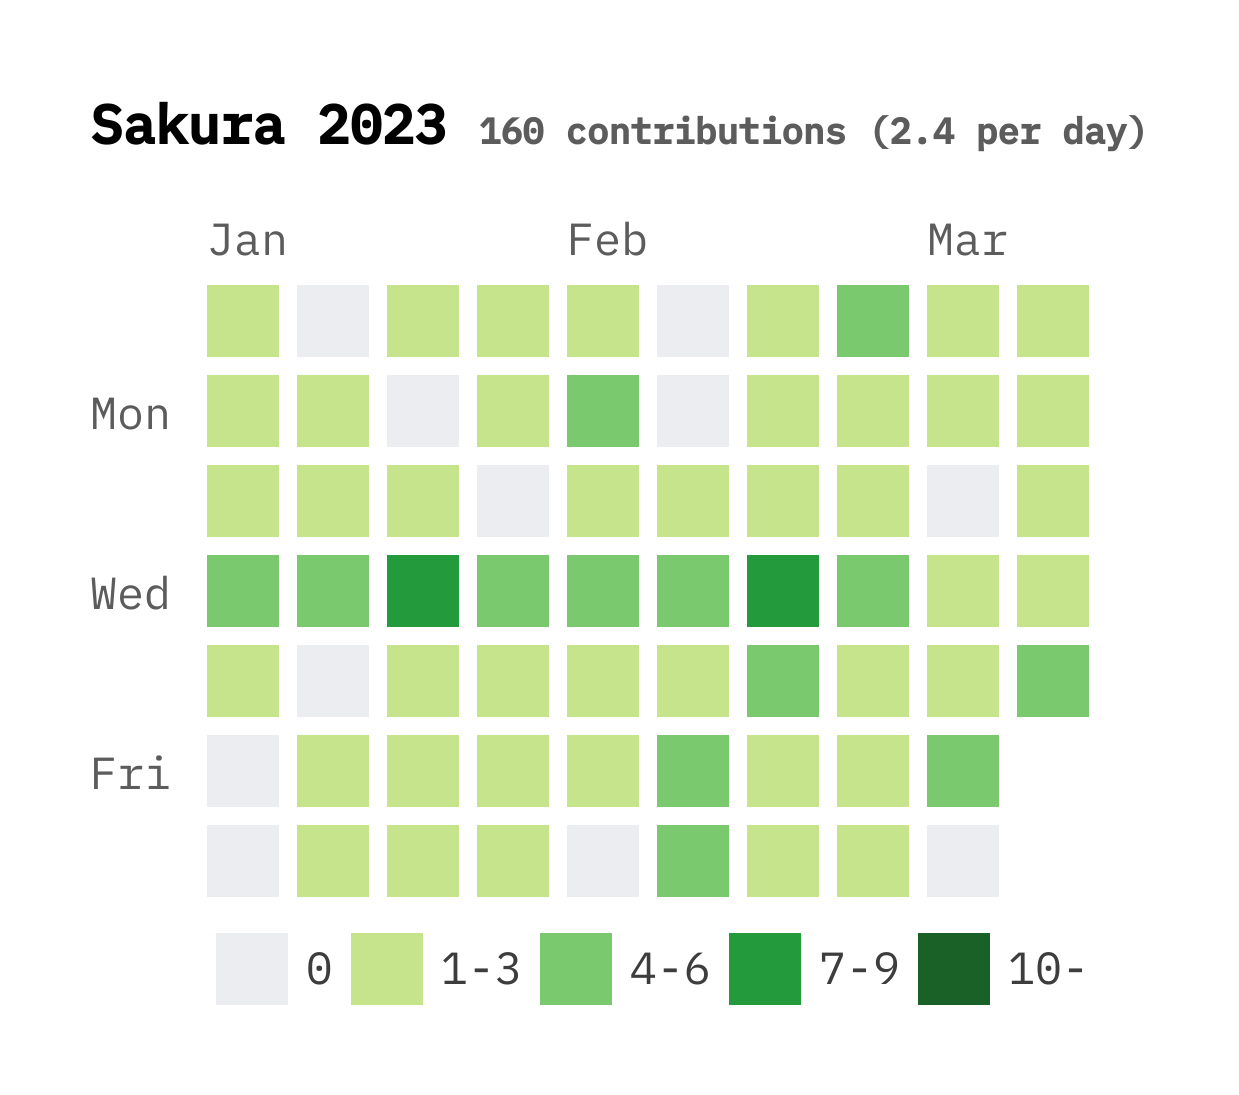 Sakura 2023 160 contributions (2.4 per day)
Jan Feb Mar
Mon
Wed
Fri
0 1-3 4-6 7-9 10-